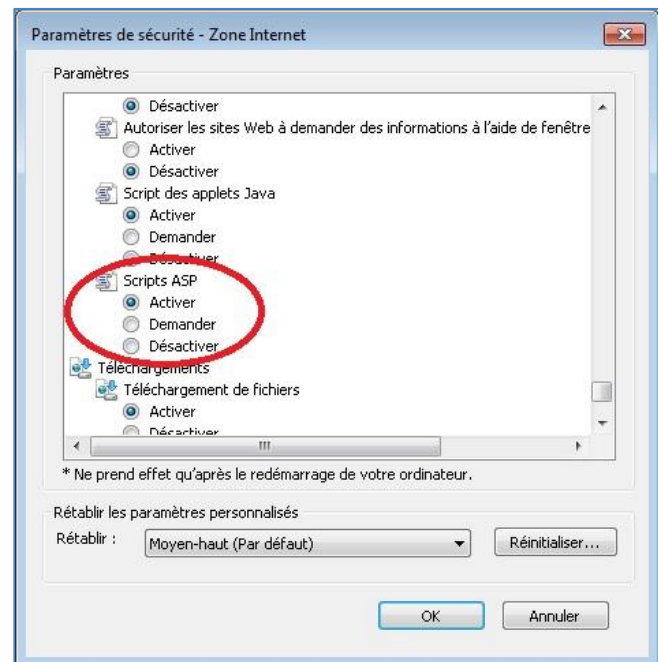 Paramètres de sécurité - Zone Internet
Paramètres
Désactiver
Autoriser les sites Web à demander des informations à l'aide de fenêtre
Activer
Désactiver
Script des applets Java
Activer
Demander
Désactiver
Scripts ASP
Activer
Demander
Désactiver
Téléchargements
Téléchargement de fichiers
Activer
Désactiver
* Ne prend effet qu'après le redémarrage de votre ordinateur.
Rétablir les paramètres personnalisés
Rétablir : Moyen-haut (Par défaut) Réinitialiser...
OK Annuler